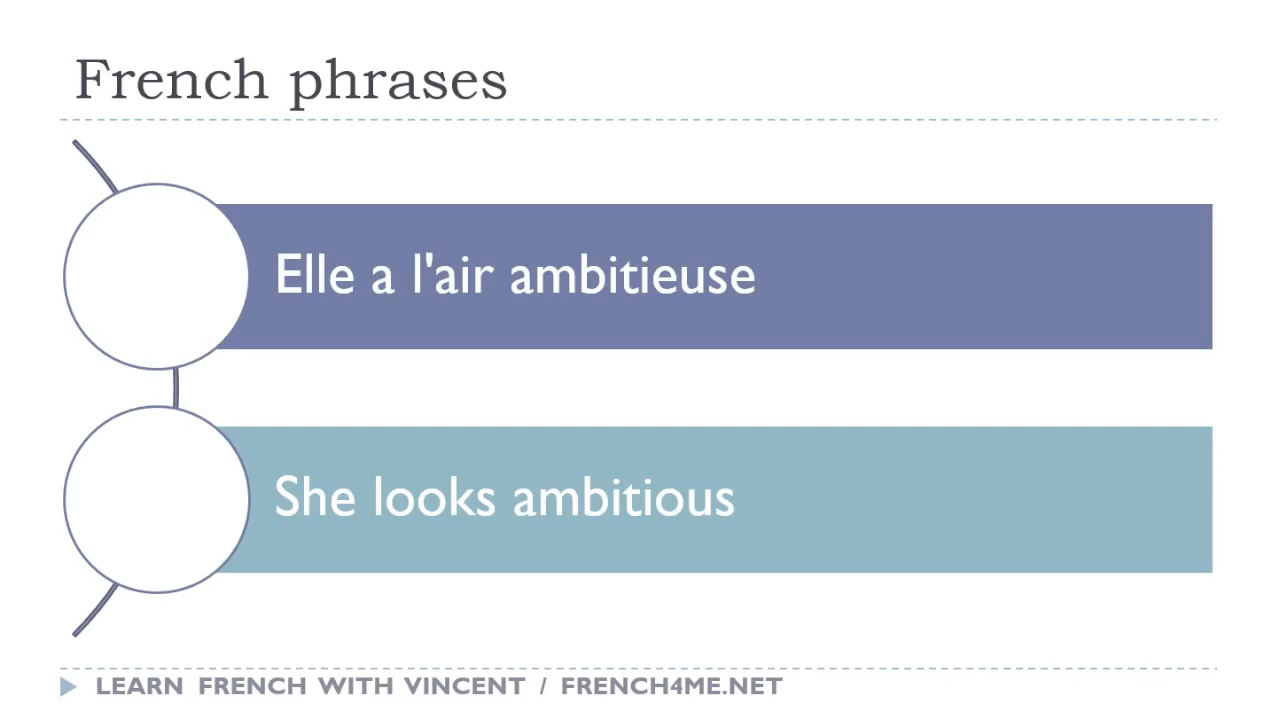 French phrases
Elle a l'air ambitieuse
She looks ambitious
LEARN FRENCH WITH VINCENT / FRENCH4ME.NET